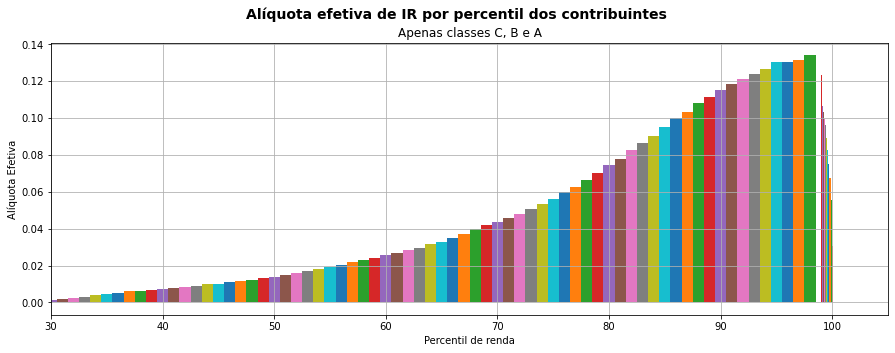 Alíquota efetiva de IR por percentil dos contribuintes
Apenas classes C, B e A
0.14
0.12
0.10
0.08
0.06
0.04
0.02
0.00
Alíquota Efetiva
30 40 50 60 70 80 90 100
Percentil de renda